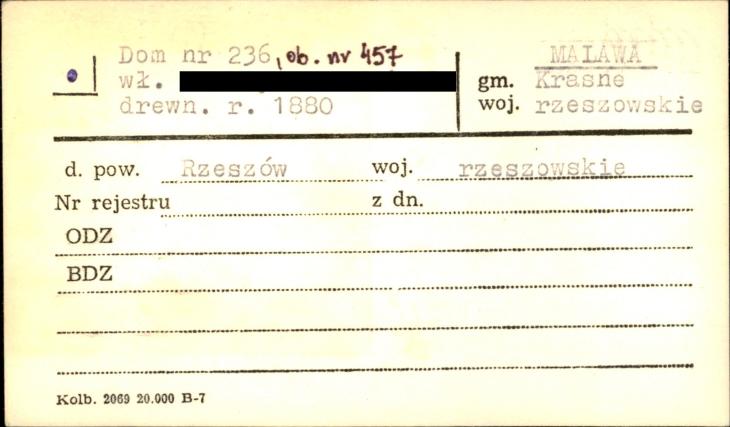 Dom nr 236, ob. nr 457
wł.
drewn. r. 1880
MALAWA
gm. Krasne
woj. rzeszowskie
d. pow. Rzeszów woj. rzeszowskie
Nr rejestru z dn.
ODZ
BDZ
Kolb. 2069 20.000 B-7